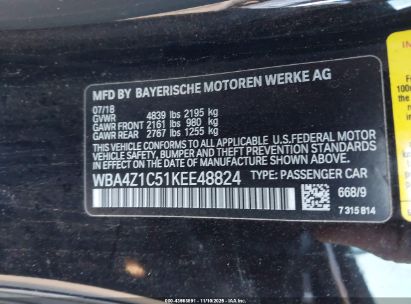 MFD BY BAYERISCHE MOTOREN WERKE AG
07/18
GVWR 4839 lbs 2195 kg
GAWR FRONT 2161 lbs 980 kg
GAWR REAR 2767 lbs 1255 kg
THIS VEHICLE CONFORMS TO ALL APPLICABLE U.S.FEDERAL MOTOR
VEHICLE SAFETY, BUMPER AND THEFT PREVENTION STANDARDS
IN EFFECT ON THE DATE OF MANUFACTURE SHOWN ABOVE.
WBA4Z1C51KEE48824 TYPE: PASSENGER CAR
668/9
7 315 814